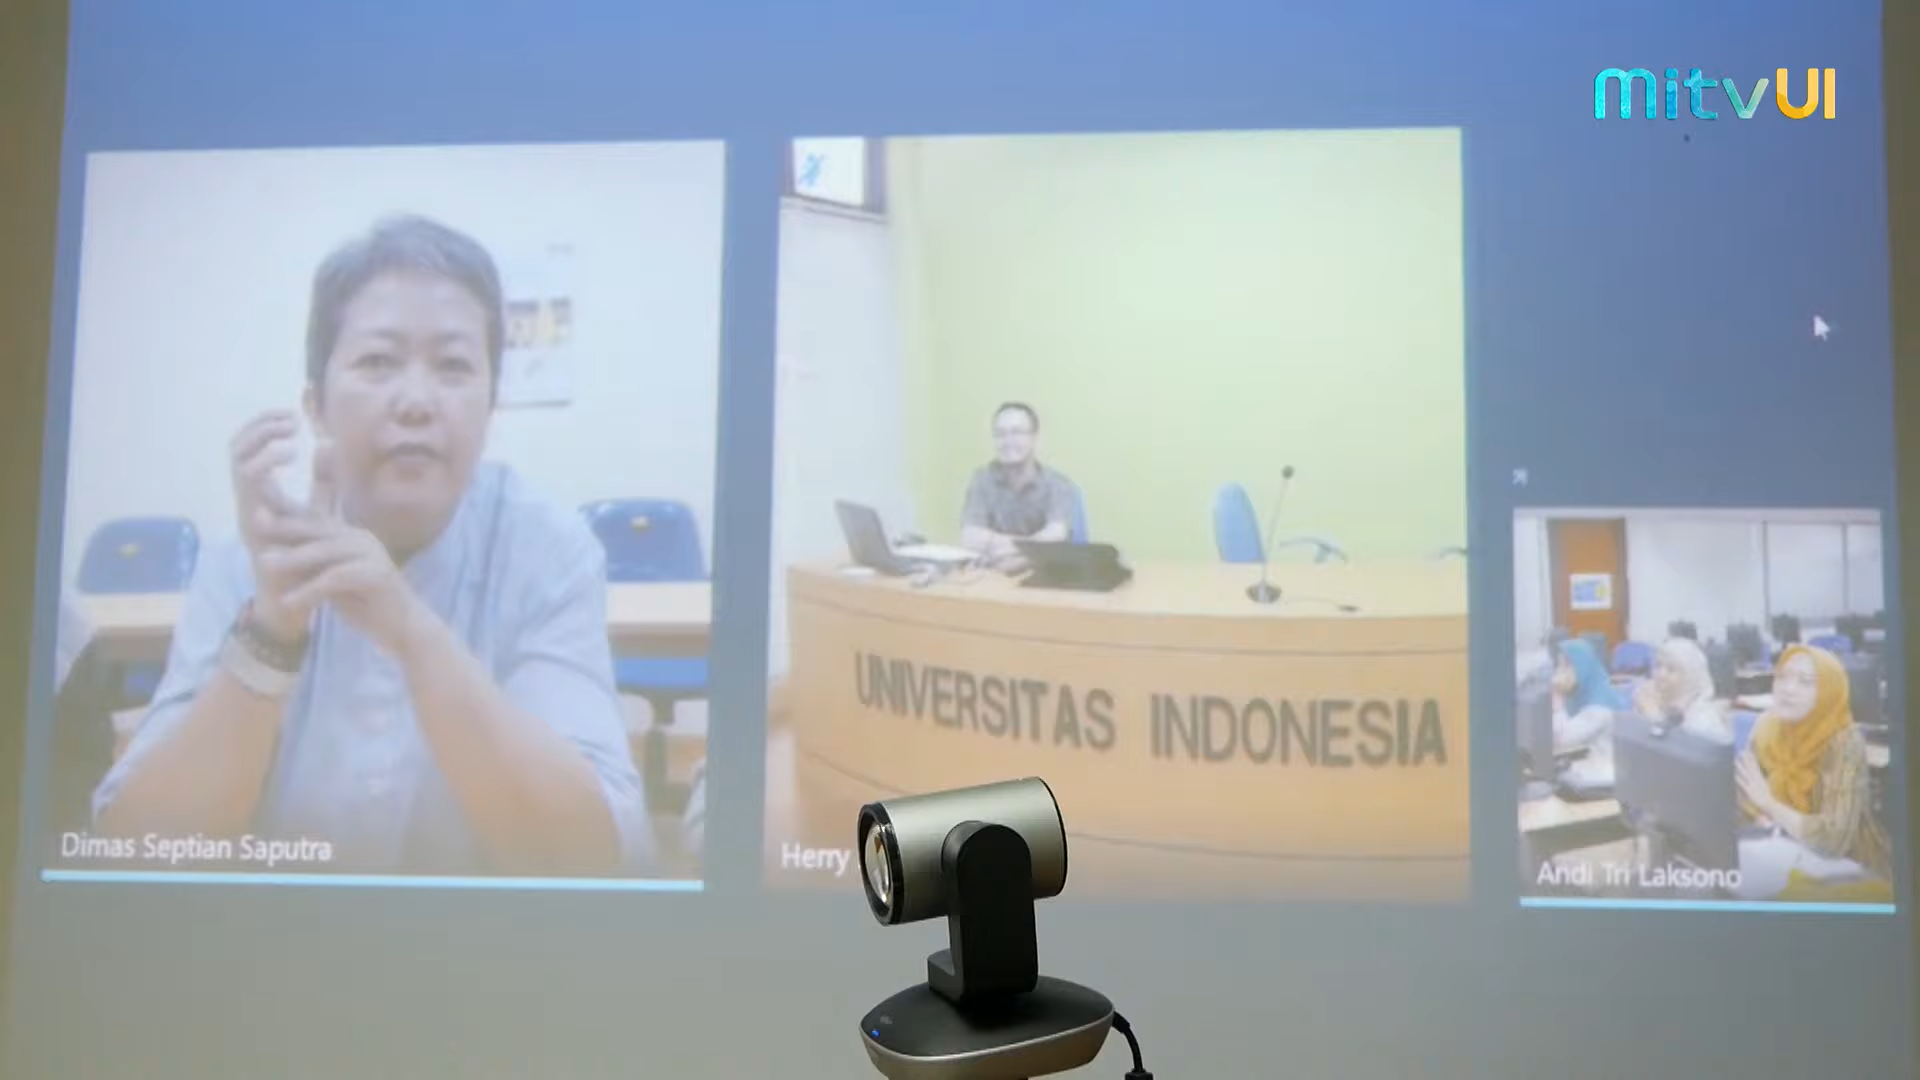 mitvUI
Dimas Septian Saputra
Herry
UNIVERSITAS INDONESIA
Andi Tri Laksono